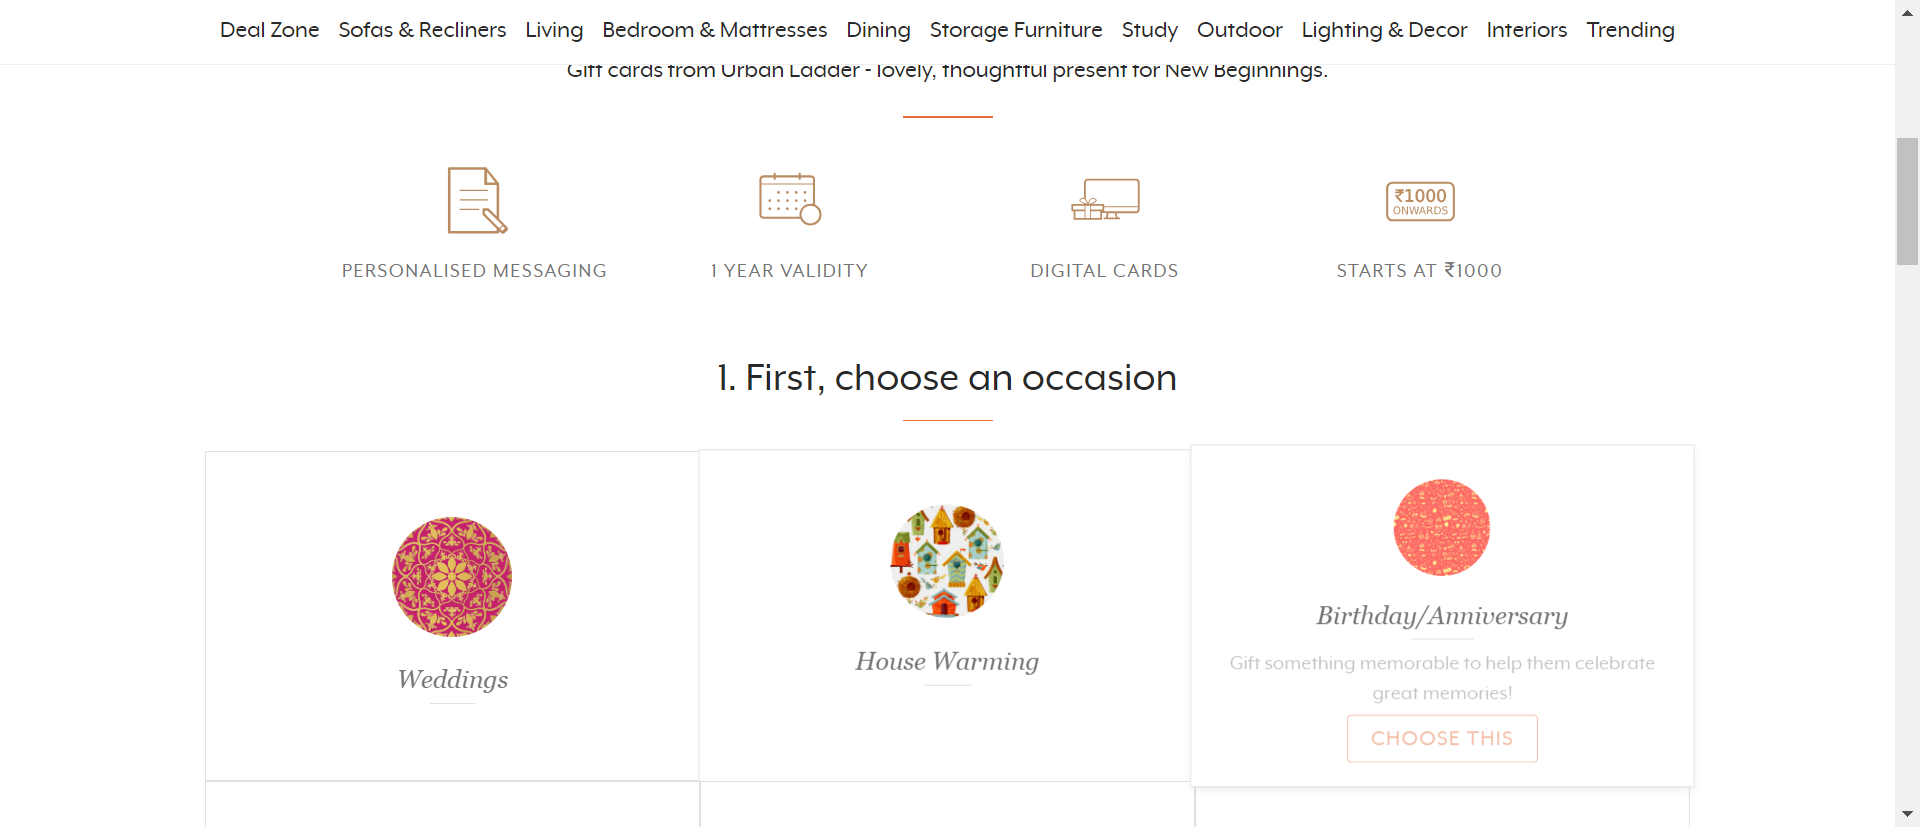 Deal Zone Sofas & Recliners Living Bedroom & Mattresses Dining Storage Furniture Study Outdoor Lighting & Decor Interiors Trending
Gift cards from Urban Ladder - lovely, thoughtful present for New Beginnings.
₹1000
ONWARDS
PERSONALISED MESSAGING 1 YEAR VALIDITY DIGITAL CARDS STARTS AT ₹1000
1. First, choose an occasion
Weddings
House Warming
Birthday/Anniversary
Gift something memorable to help them celebrate
great memories!
CHOOSE THIS